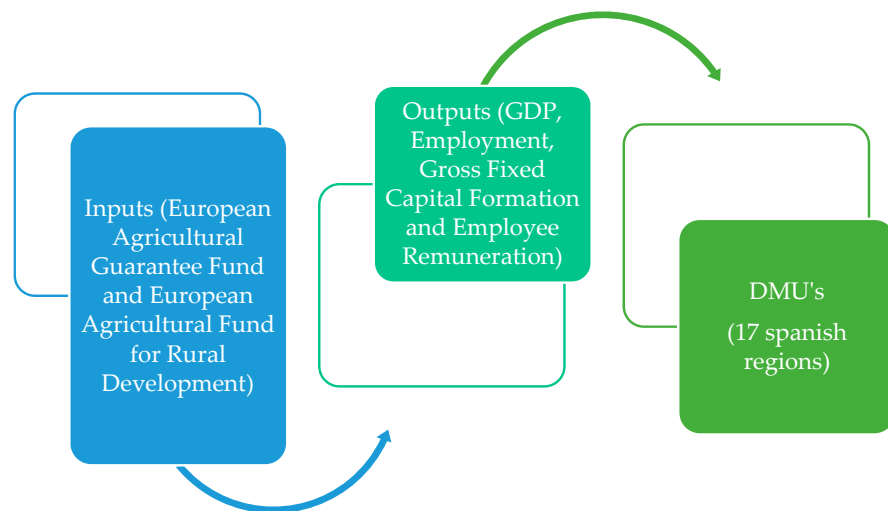 Inputs (European
Agricultural
Guarantee Fund
and European
Agricultural Fund
for Rural
Development)
Outputs (GDP,
Employment,
Gross Fixed
Capital Formation
and Employee
Remuneration)
DMU's
(17 spanish
regions)